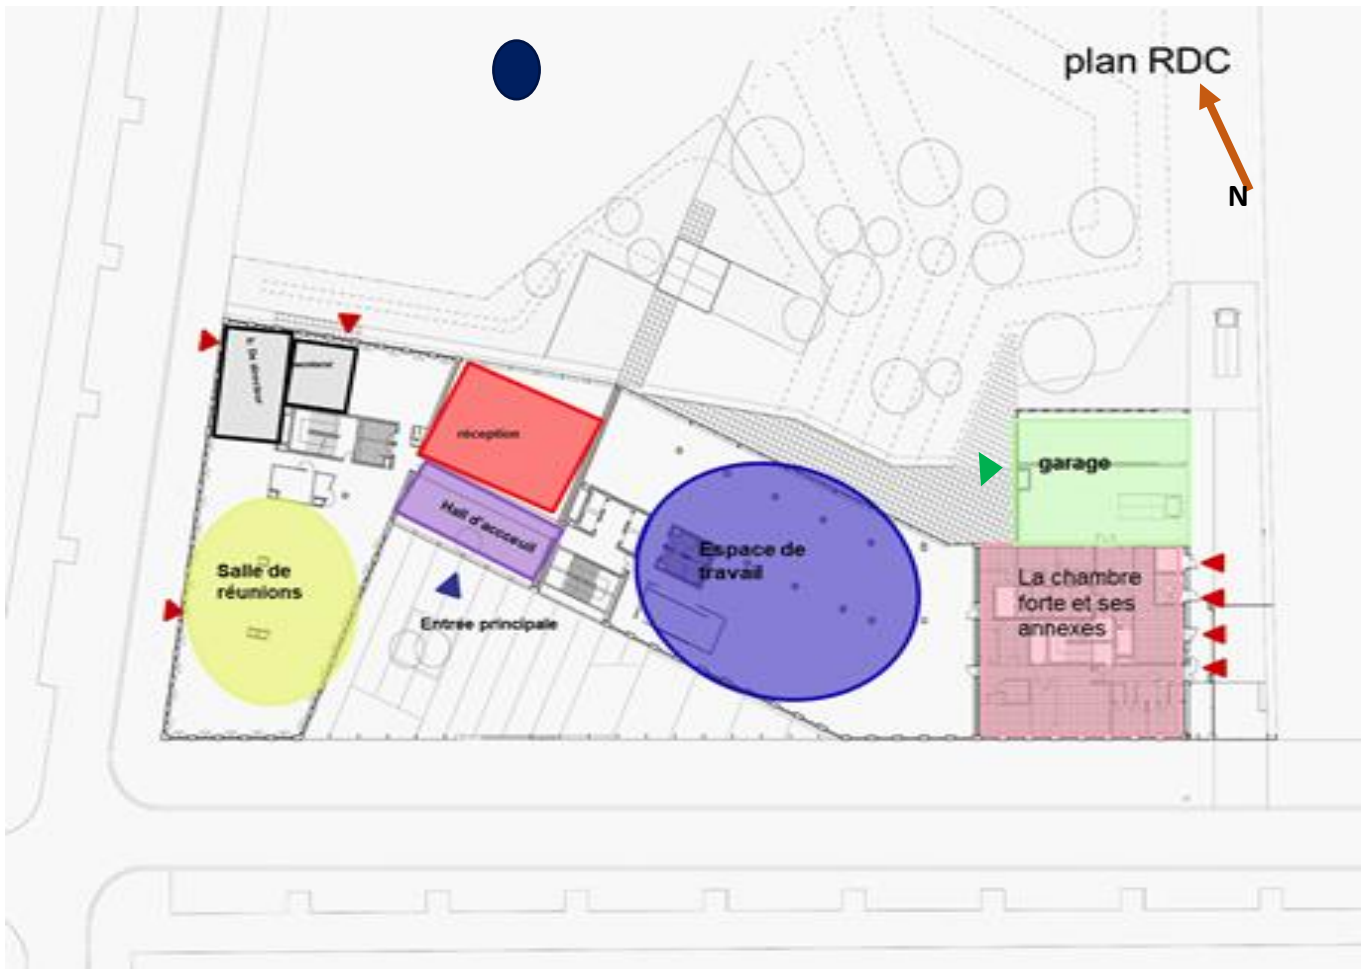 plan RDC
N
réception
garage
Hall d'accceuil
Espace de
travail
Salle de
réunions
La chambre
forte et ses
annexes
Entrée principale